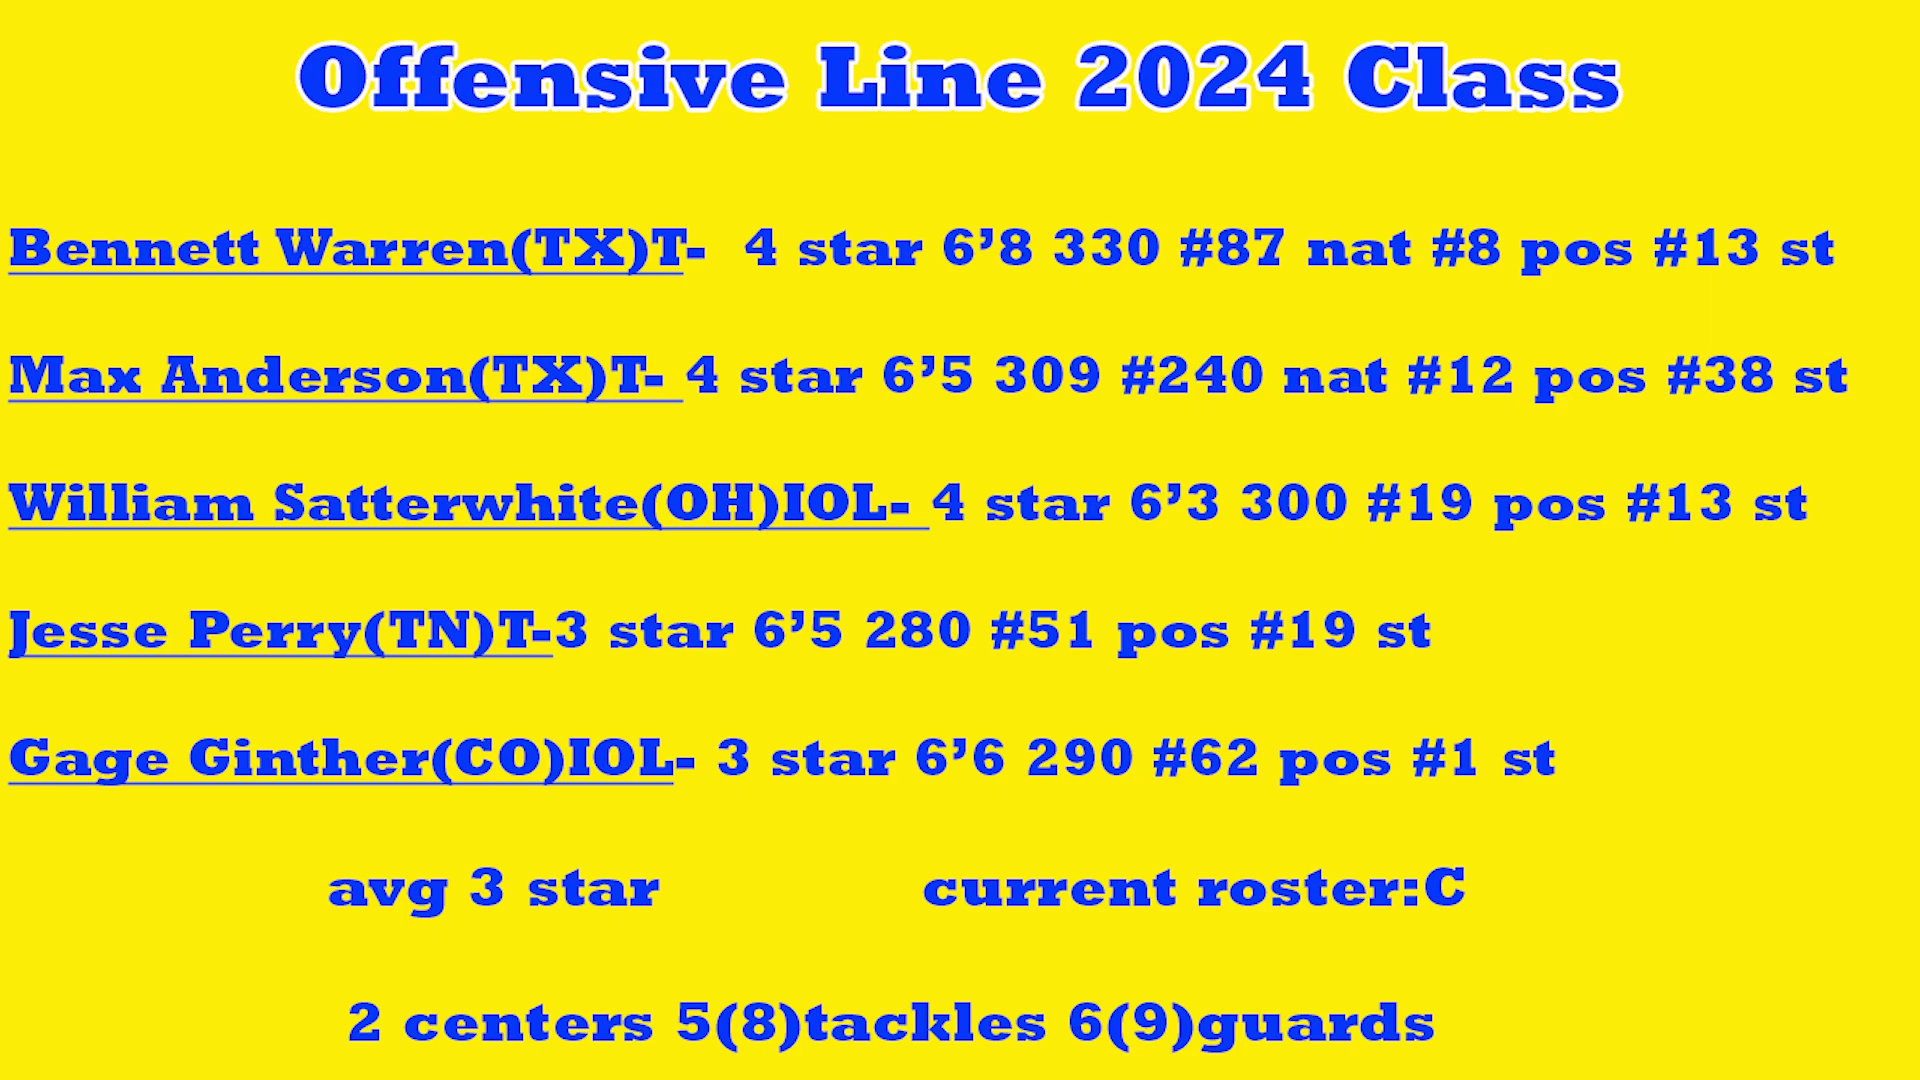 Offensive Line 2024 Class
Bennett Warren(TX)T-  4 star 6’8 330 #87 nat #8 pos #13 st
Max Anderson(TX)T- 4 star 6’5 309 #240 nat #12 pos #38 st
William Satterwhite(OH)IOL- 4 star 6’3 300 #19 pos #13 st
Jesse Perry(TN)T-3 star 6’5 280 #51 pos #19 st
Gage Ginther(CO)IOL- 3 star 6’6 290 #62 pos #1 st
avg 3 star current roster:C
2 centers 5(8)tackles 6(9)guards